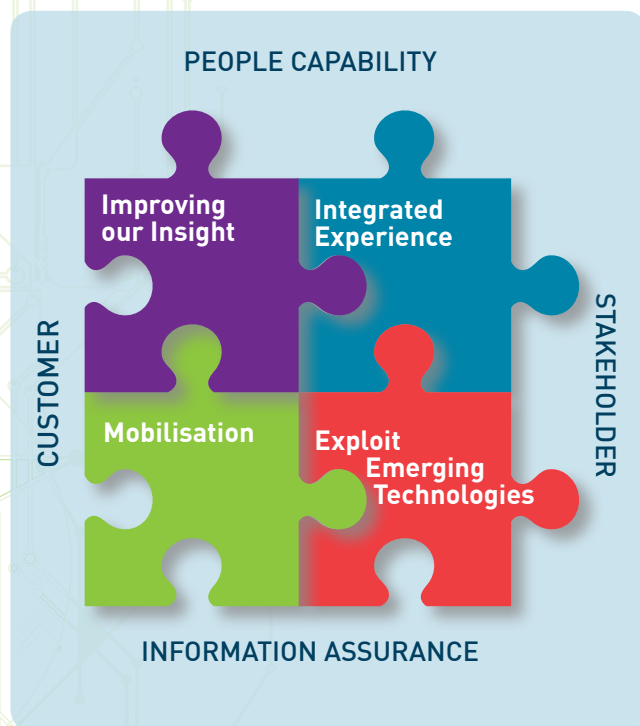 PEOPLE CAPABILITY
Improving
our Insight
Integrated
Experience
CUSTOMER
STAKEHOLDER
Mobilisation
Exploit
Emerging
Technologies
INFORMATION ASSURANCE